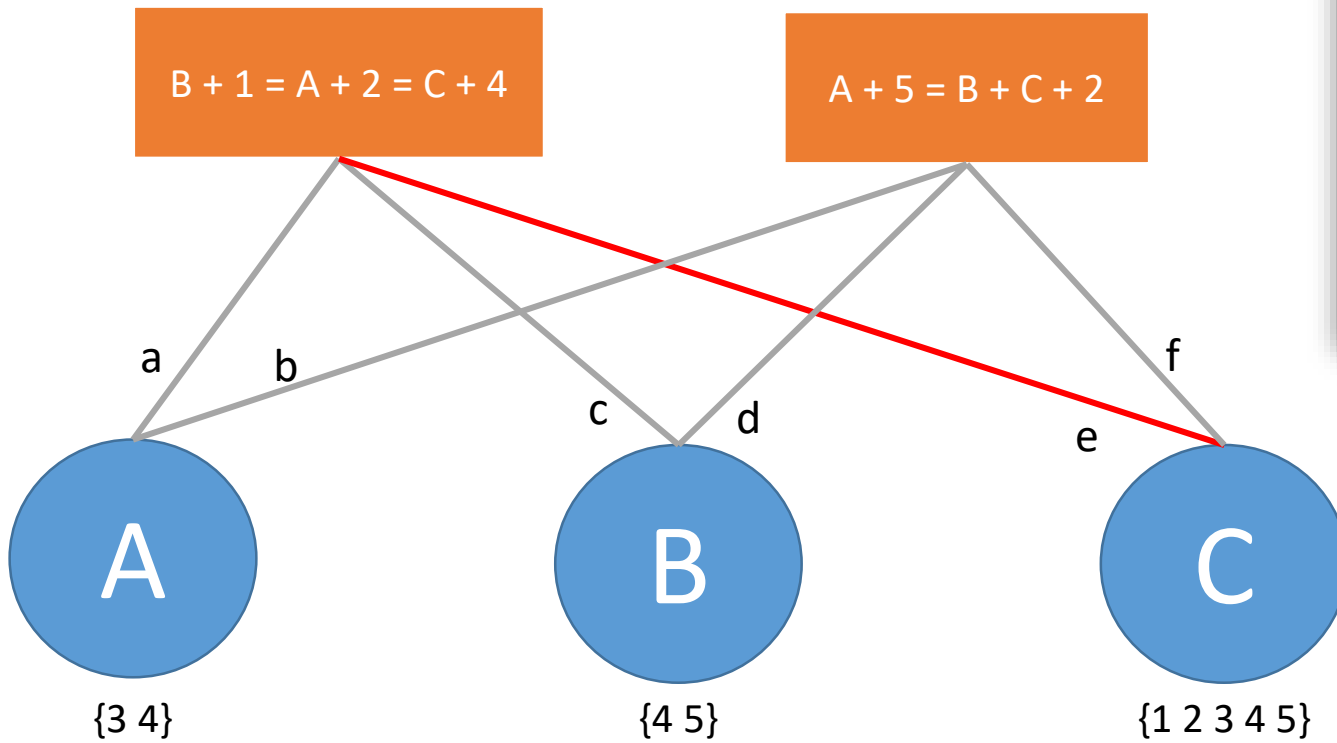 B + 1 = A + 2 = C + 4
A + 5 = B + C + 2
a
b
c
d
e
f
A
B
C
{3 4}
{4 5}
{1 2 3 4 5}